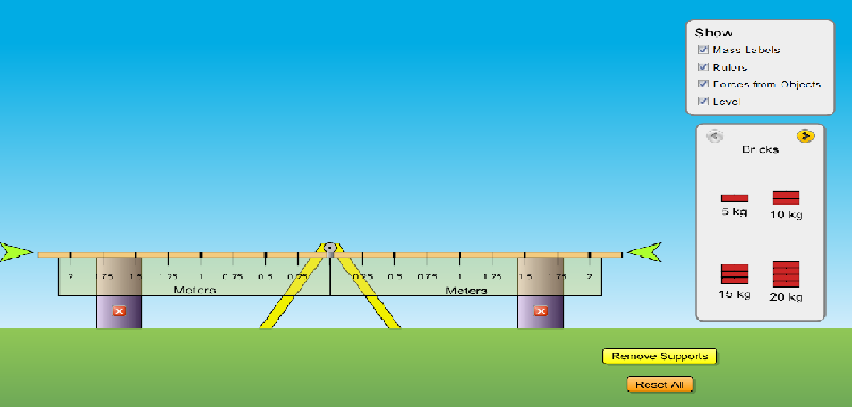 Show
Mass Labels
Rulers
Forces from Objects
Level
Bricks
5 kg
10 kg
15 kg
20 kg
2 1.75 1.5 1.25 1 0.75 0.5 0.25 0.25 0.5 0.75 1 1.25 1.5 1.75 2
Meters Meters
Remove Supports
Reset All